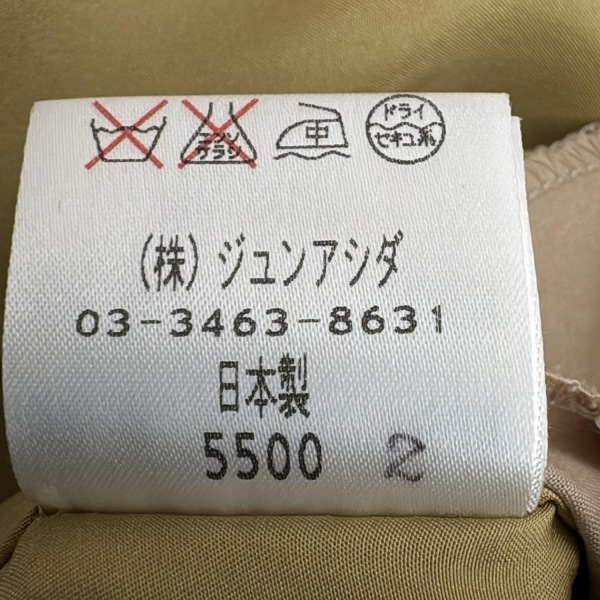 エンソ
サラシ
中
ドライ
セキユ系
(株)ジュンアシダ
03-3463-8631
日本製
5500 2